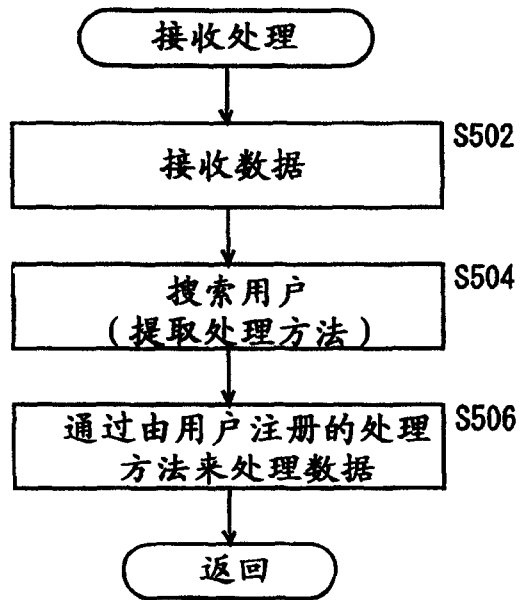 接收处理
S502
接收数据
S504
搜索用户
(提取处理方法)
S506
通过由用户注册的处理
方法来处理数据
返回